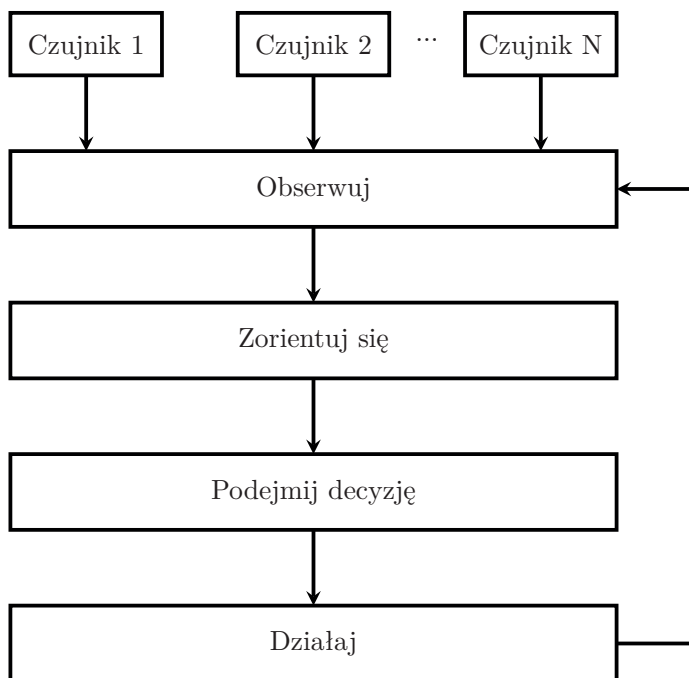 Czujnik 1 Czujnik 2 ... Czujnik N
Obserwuj
Zorientuj się
Podejmij decyzję
Działaj